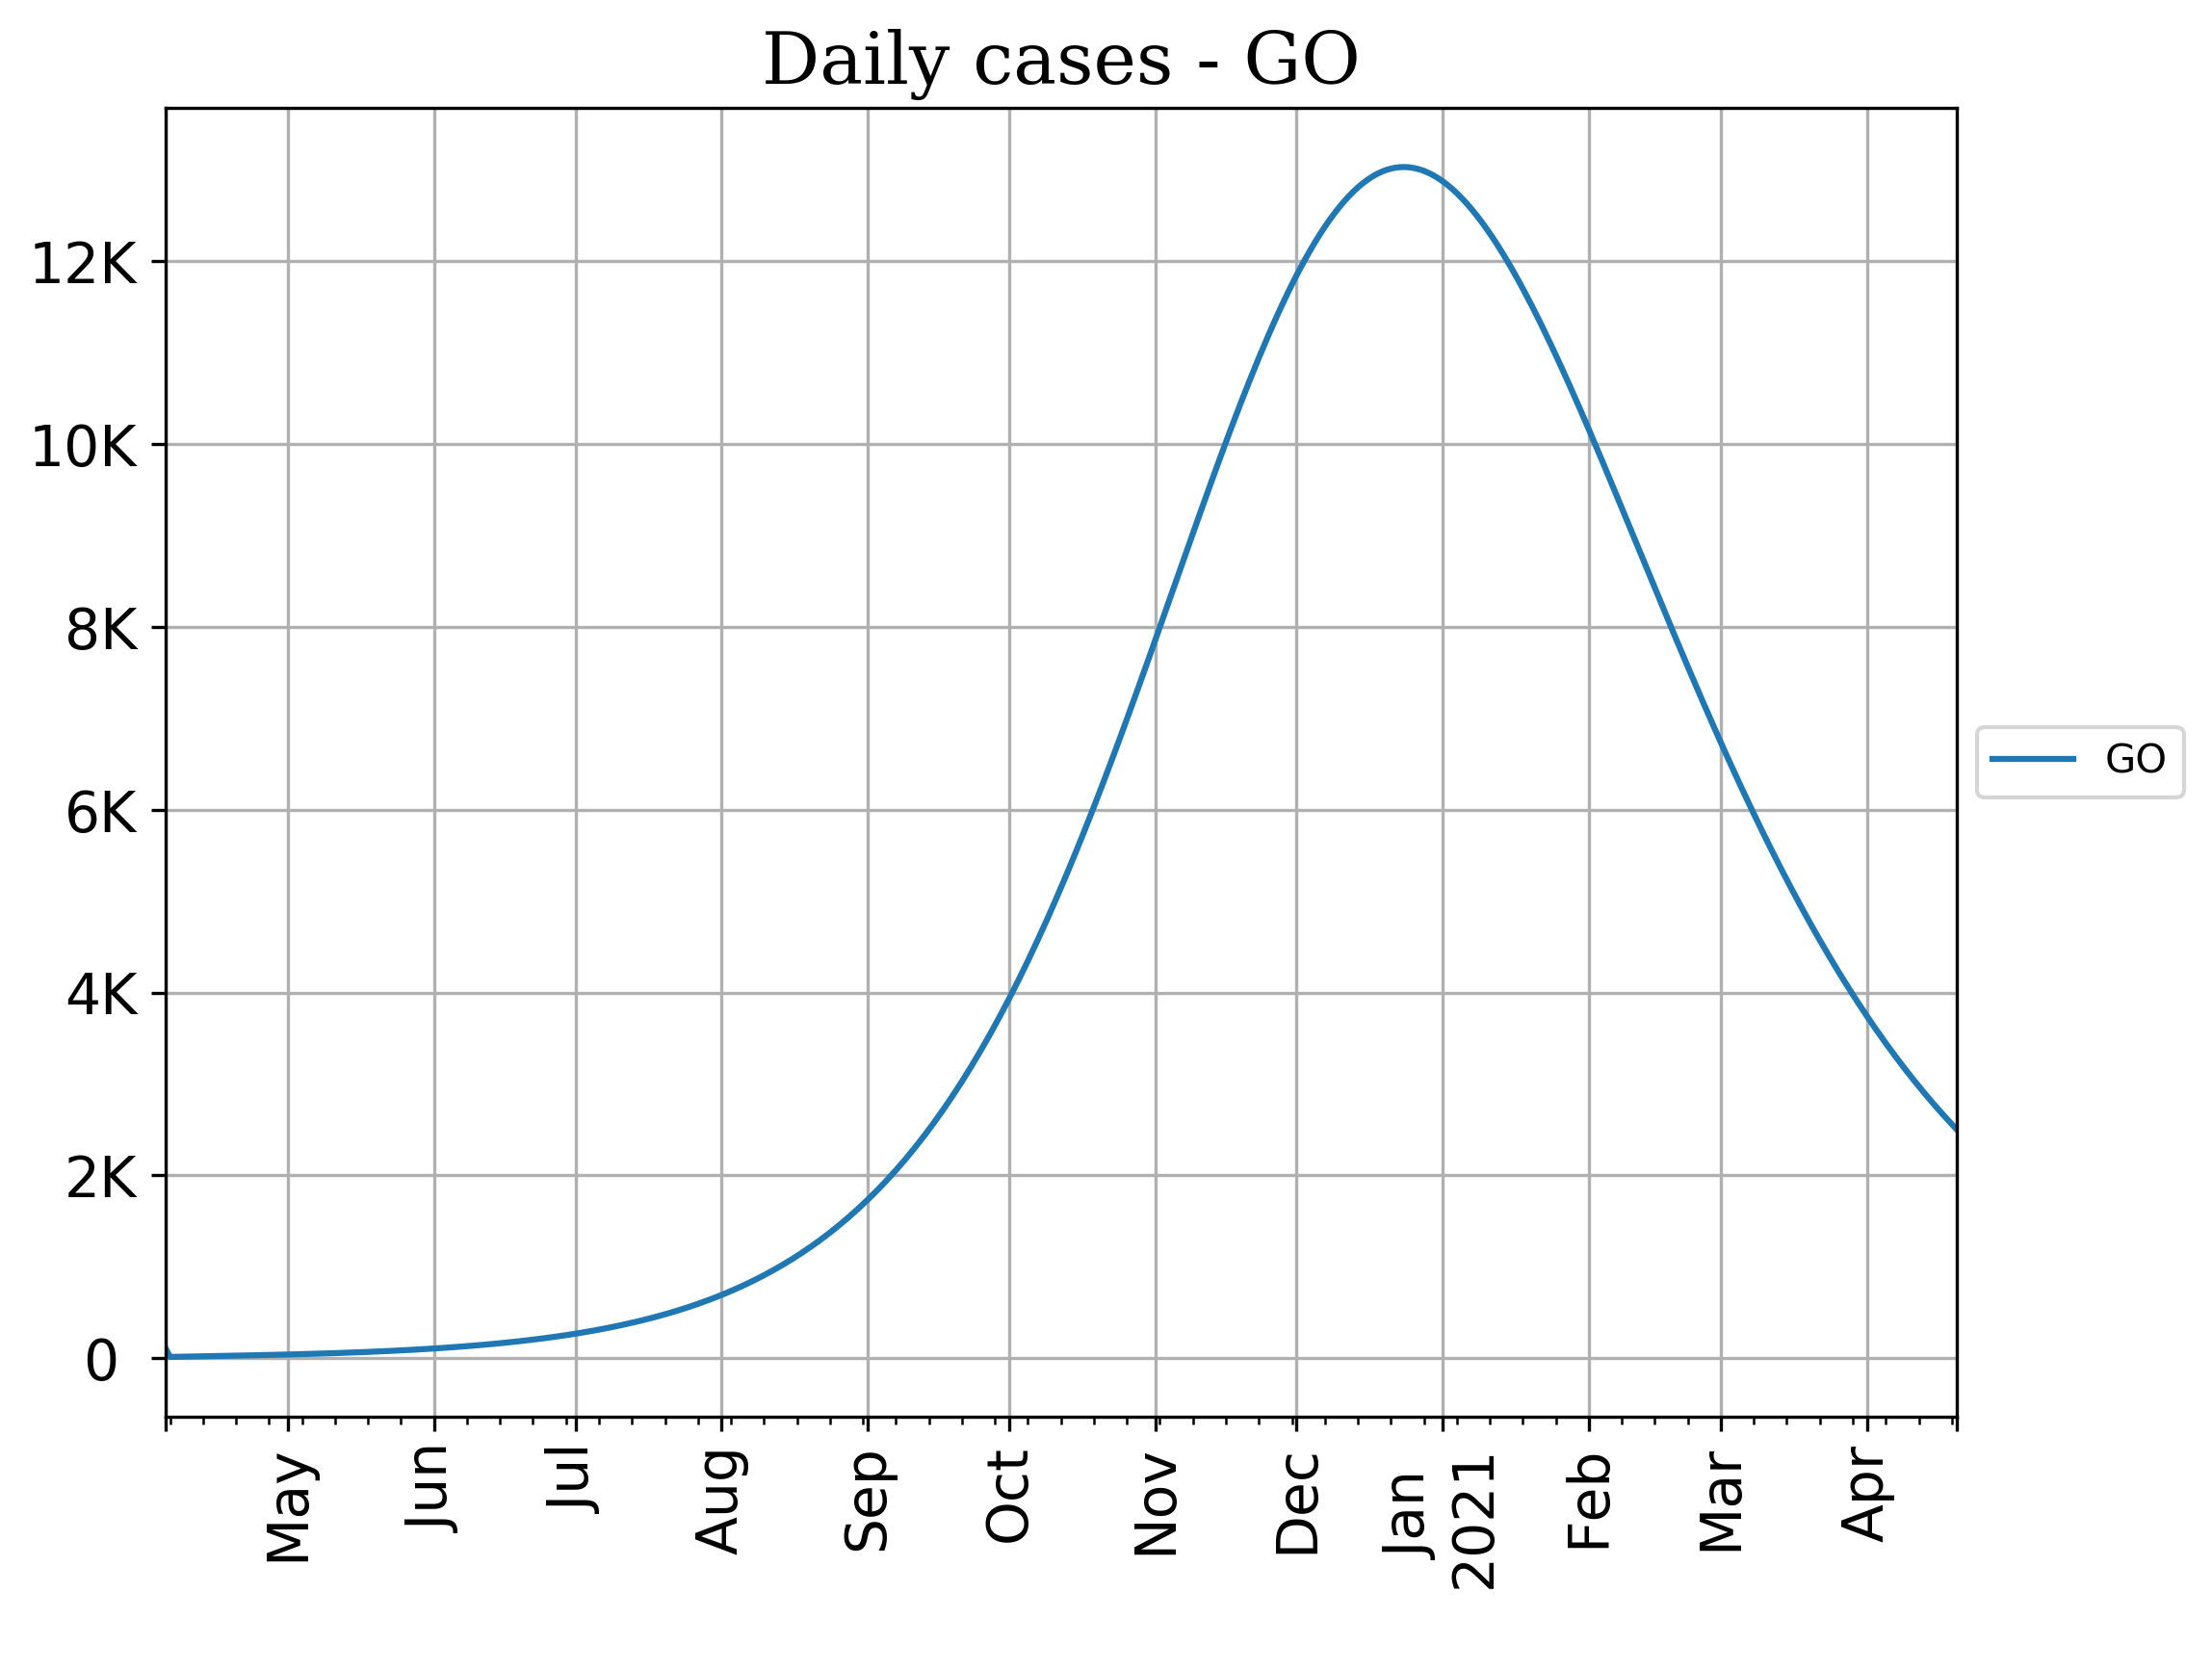 Daily cases - GO
12K
10K
8K
6K
4K
2K
0
GO
May
Jun
Jul
Aug
Sep
Oct
Nov
Dec
Jan
2021
Feb
Mar
Apr